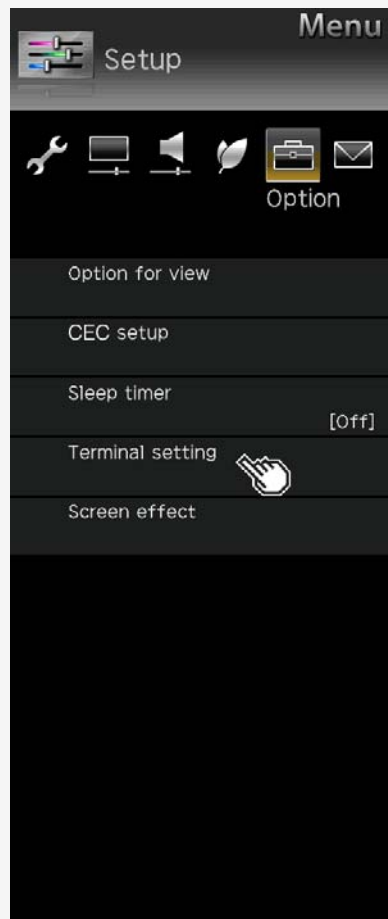 Menu
Setup
Option
Option for view
CEC setup
Sleep timer
[Off]
Terminal setting
Screen effect